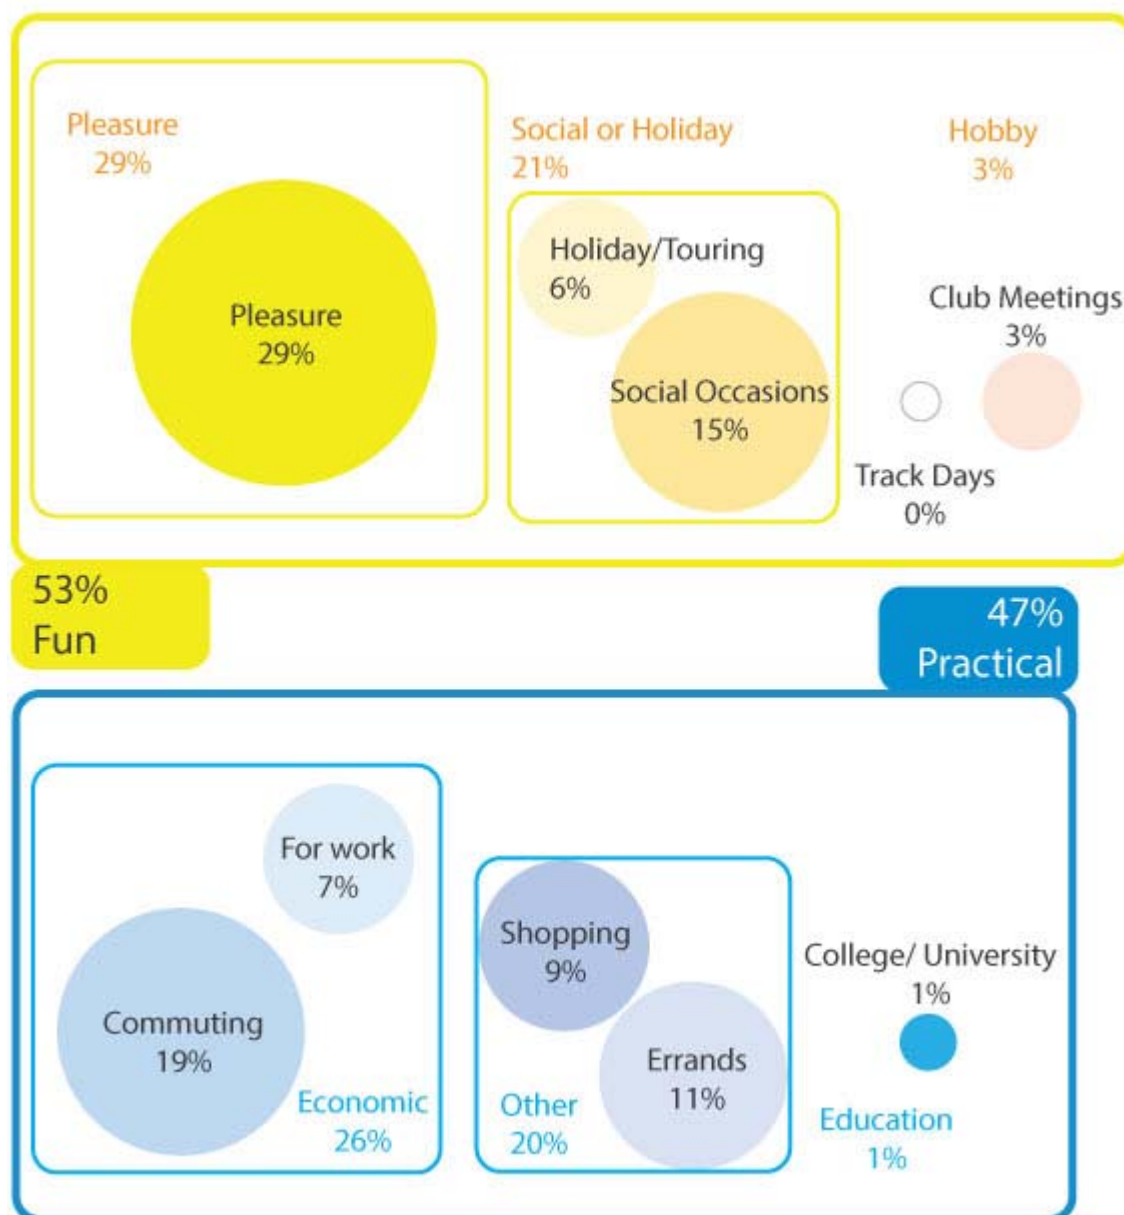 Pleasure
29%
Pleasure
29%
Social or Holiday
21%
Holiday/Touring
6%
Social Occasions
15%
Hobby
3%
Club Meetings
3%
Track Days
0%
53%
Fun
47%
Practical
For work
7%
Commuting
19%
Economic
26%
Shopping
9%
Errands
11%
Other
20%
College/ University
1%
Education
1%